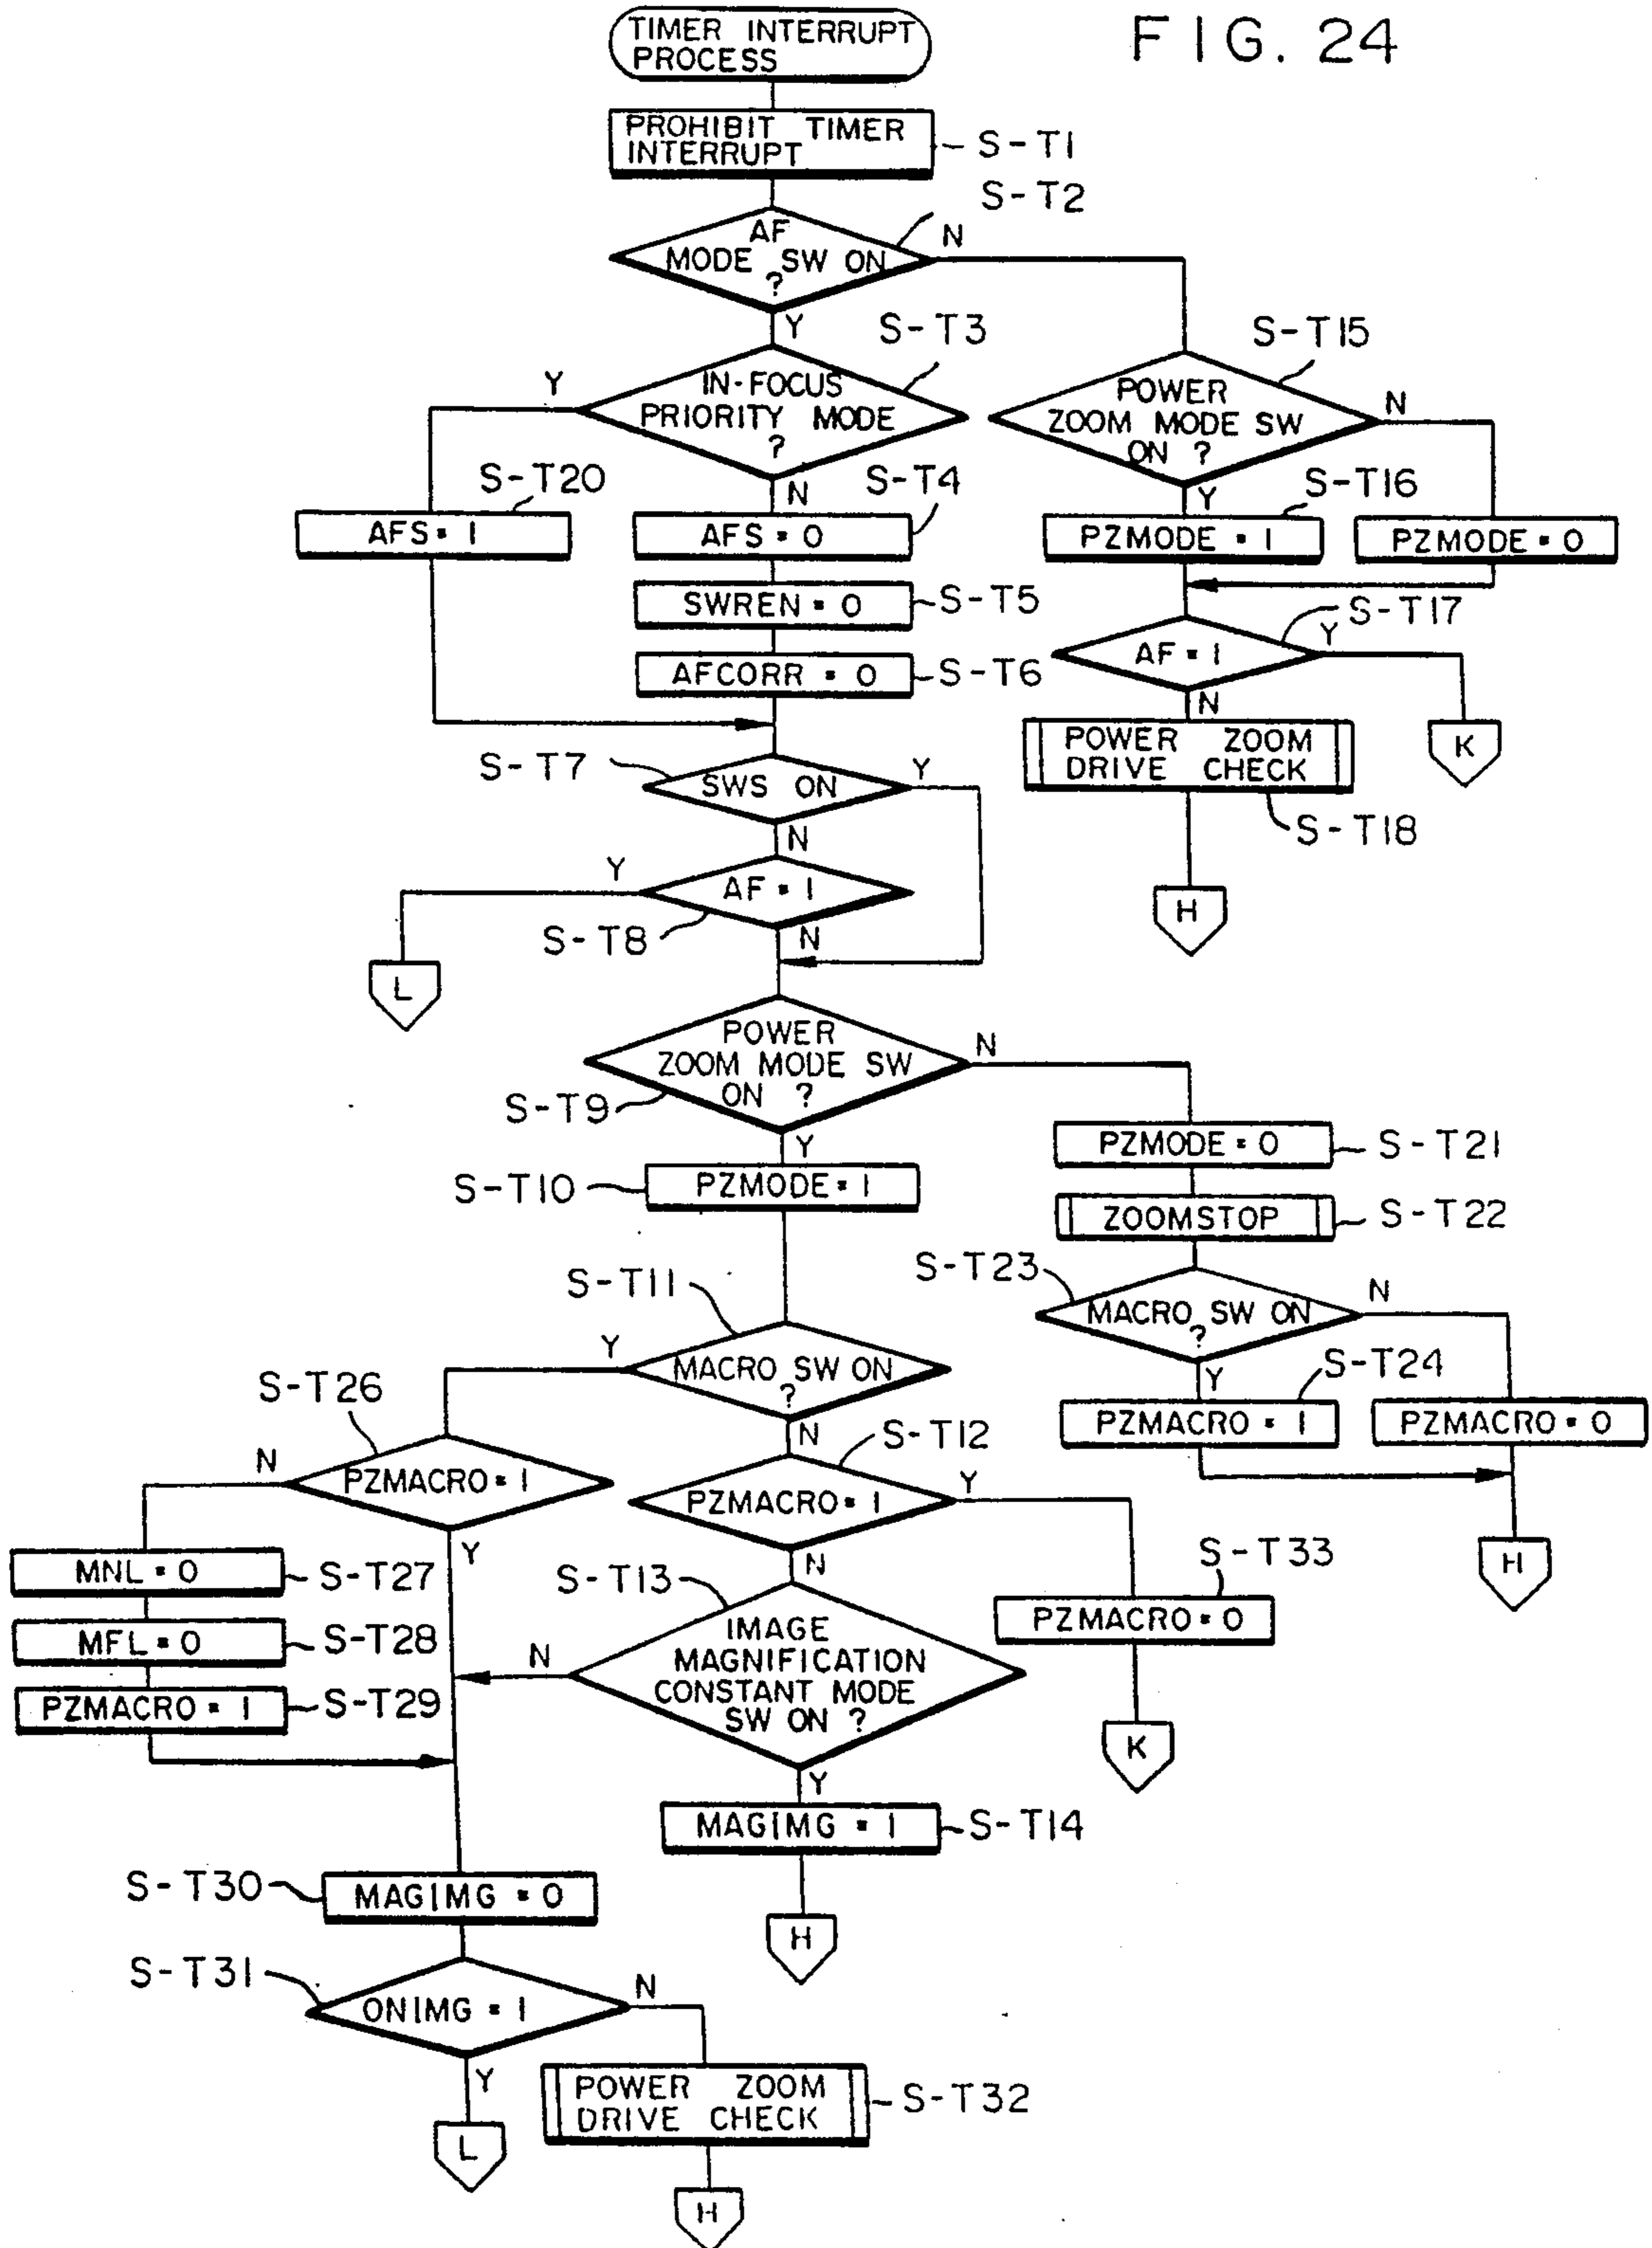 FIG. 24
TIMER INTERRUPT
PROCESS
PROHIBIT TIMER
INTERRUPT
S-T1
S-T2
AF
MODE SW ON
?
N
Y
S-T3
S-T15
IN-FOCUS
PRIORITY MODE
?
Y
N
POWER
ZOOM MODE SW
ON ?
N
Y
S-T20
S-T4
S-T16
AFS = 1
AFS = 0
PZMODE = 1
PZMODE = 0
SWREN = 0
S-T5
S-T17
AFCORR = 0
S-T6
AF = 1
Y
N
K
POWER ZOOM
DRIVE CHECK
S-T18
H
S-T7
SWS ON
Y
N
AF = 1
Y
S-T8
N
L
POWER
ZOOM MODE SW
ON ?
N
S-T9
Y
PZMODE = 0
S-T21
S-T10
PZMODE = 1
ZOOMSTOP
S-T22
S-T23
MACRO SW ON
?
N
Y
S-T24
PZMACRO = 1
PZMACRO = 0
H
S-T11
MACRO SW ON
?
Y
N
S-T26
S-T12
PZMACRO = 1
N
Y
PZMACRO = 1
Y
N
MNL = 0
S-T27
MFL = 0
S-T28
PZMACRO = 1
S-T29
S-T13
IMAGE
MAGNIFICATION
CONSTANT MODE
SW ON ?
N
Y
S-T33
PZMACRO = 0
K
MAGIMG = 1
S-T14
H
S-T30
MAGIMG = 0
S-T31
ONIMG = 1
N
Y
L
POWER ZOOM
DRIVE CHECK
S-T32
H